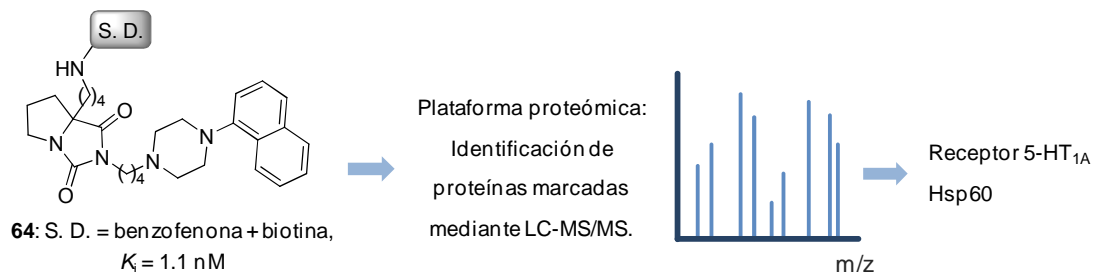 S. D.
HN
( )4
O
N
N
N
( )4
N
O
64: S. D. = benzofenona + biotina,
Ki = 1.1 nM
Plataforma proteómica:
Identificación de
proteínas marcadas
mediante LC-MS/MS.
m/z
Receptor 5-HT1A
Hsp60